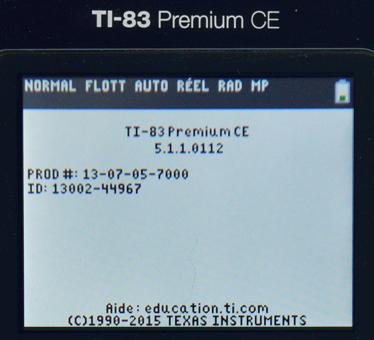 TI-83 Premium CE
NORMAL FLOTT AUTO RÉEL RAD MP
TI-83 Premium CE
5.1.1.0112
PROD #: 13-07-05-7000
ID: 13002-44967
Aide: education.ti.com
(C)1990-2015 TEXAS INSTRUMENTS